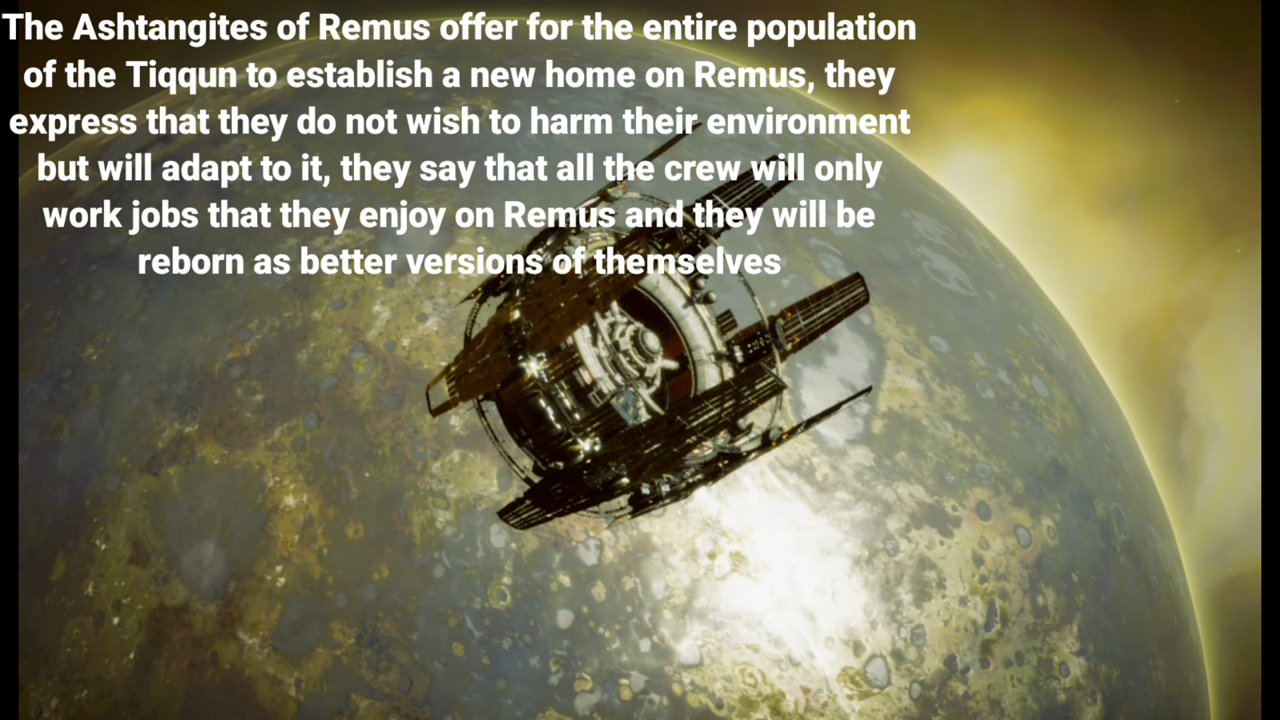 The Ashtangites of Remus offer for the entire population
of the Tiqqun to establish a new home on Remus, they
express that they do not wish to harm their environment
but will adapt to it, they say that all the crew will only
work jobs that they enjoy on Remus and they will be
reborn as better versions of themselves